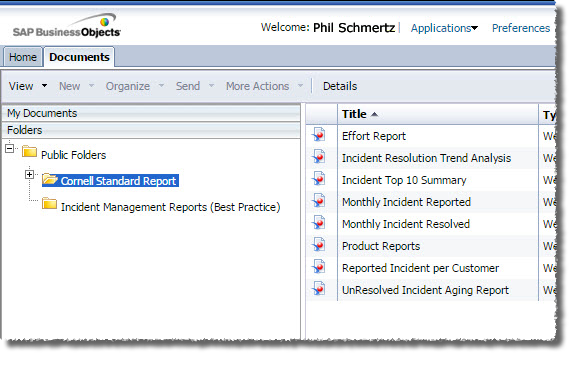 SAP BusinessObjects
Welcome: Phil Schmertz | Applications Preferences
Home Documents
View New Organize Send More Actions Details
My Documents
Folders
Public Folders
Cornell Standard Report
Incident Management Reports (Best Practice)
Title Ty
Effort Report We
Incident Resolution Trend Analysis We
Incident Top 10 Summary We
Monthly Incident Reported We
Monthly Incident Resolved We
Product Reports We
Reported Incident per Customer We
UnResolved Incident Aging Report We